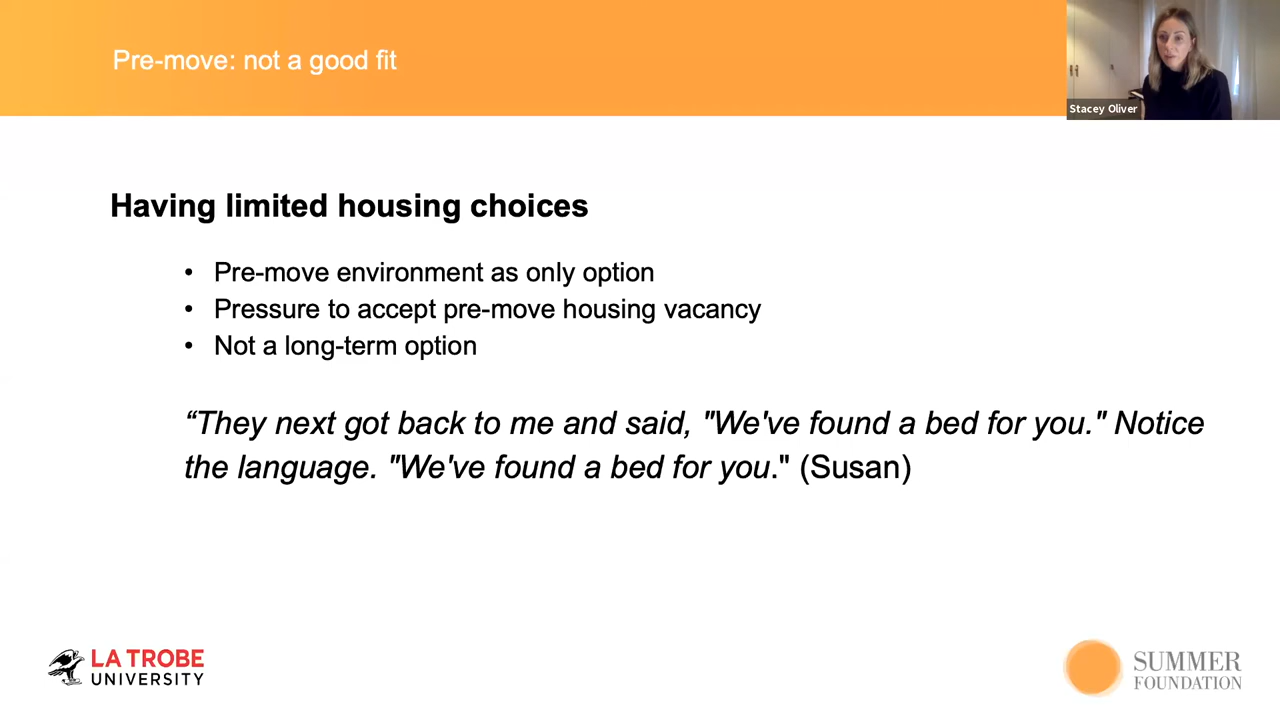 Pre-move: not a good fit
Stacey Oliver
Having limited housing choices
• Pre-move environment as only option
• Pressure to accept pre-move housing vacancy
• Not a long-term option
“They next got back to me and said, "We've found a bed for you." Notice
the language. "We've found a bed for you." (Susan)
LA TROBE
UNIVERSITY
SUMMER
FOUNDATION